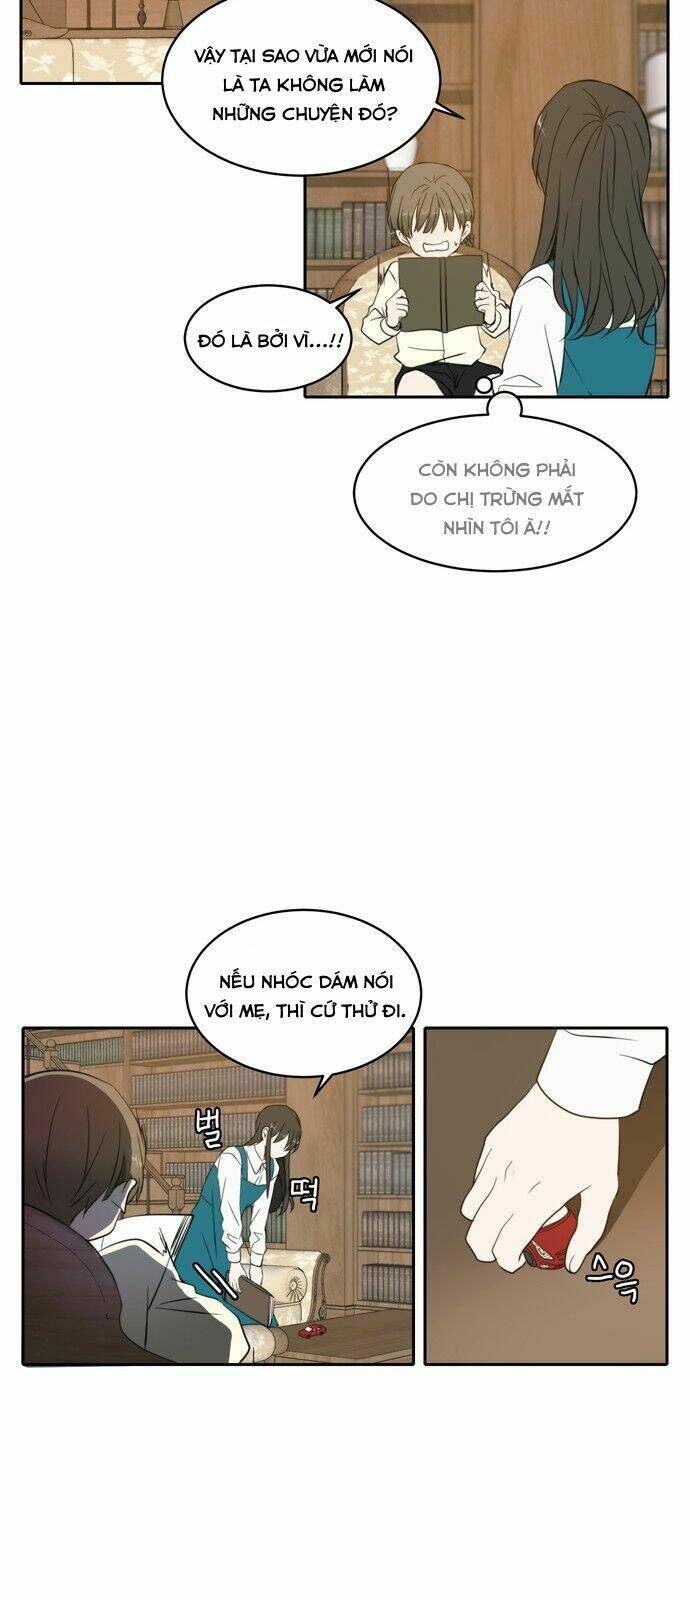 VẬY TẠI SAO VỪA MỚI NÓI
LÀ TA KHÔNG LÀM
NHỮNG CHUYỆN ĐÓ?
ĐÓ LÀ BỞI VÌ...!!
CÒN KHÔNG PHẢI
DO CHỊ TRỪNG MẮT
NHÌN TÔI À!!
NẾU NHÓC DÁM NÓI
VỚI MẸ, THÌ CỨ THỬ ĐI.
벌
떡
스윽